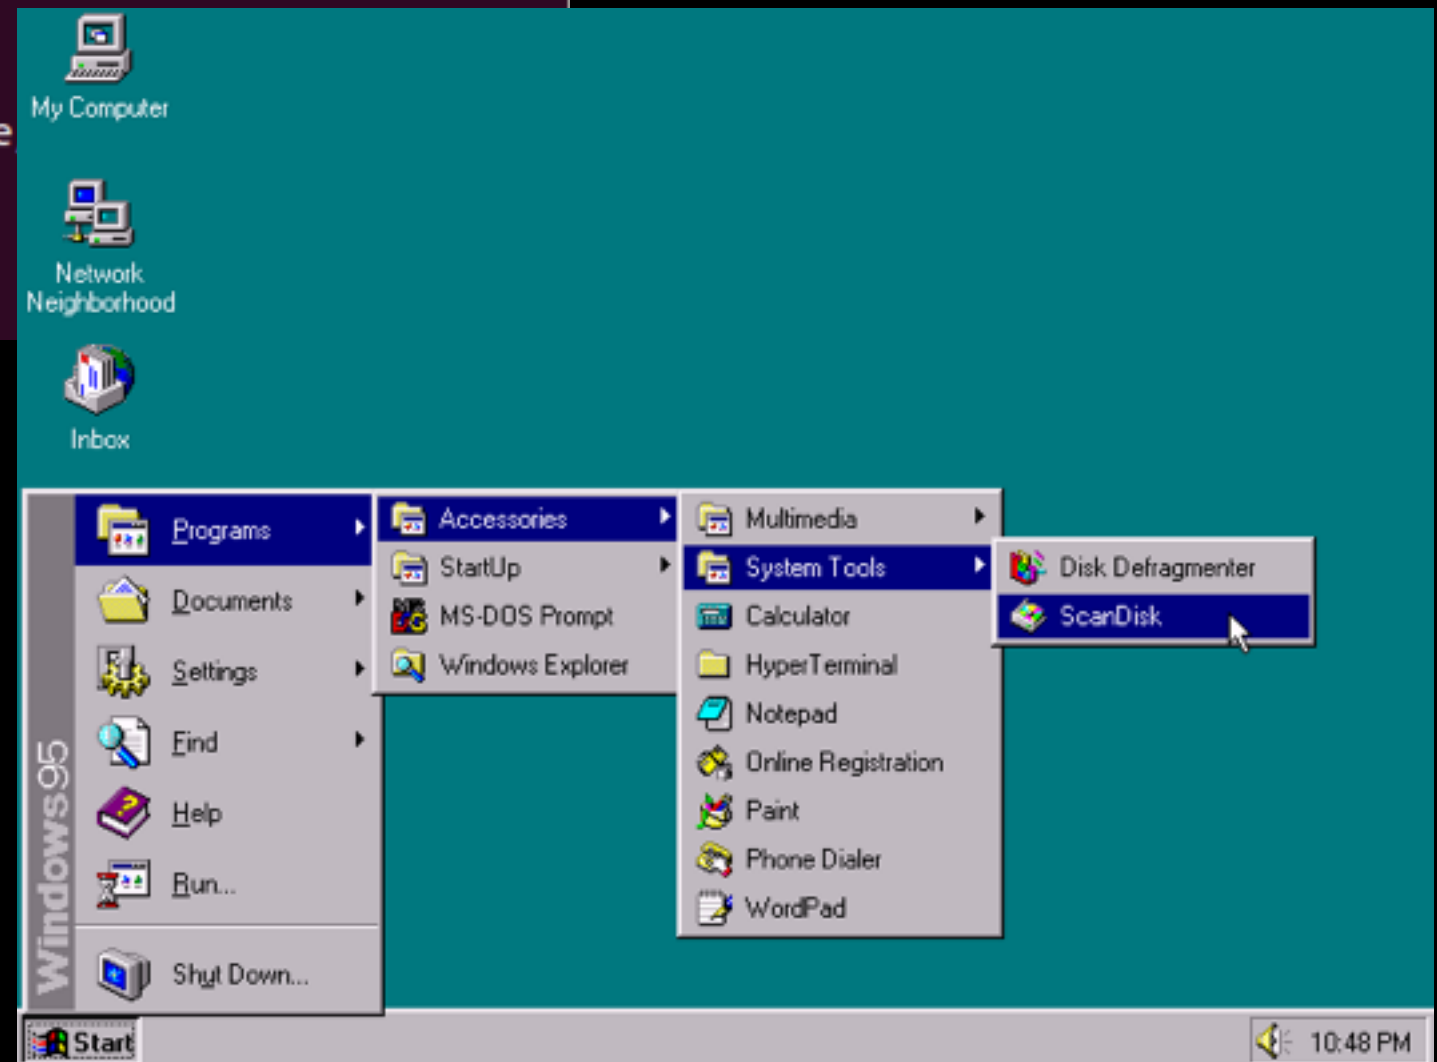 My Computer
e,
Network
Neighborhood
Inbox
Windows95
Programs
Documents
Settings
Find
Help
Run...
Shut Down...
Accessories
StartUp
MS-DOS Prompt
Windows Explorer
Multimedia
System Tools
Calculator
HyperTerminal
Notepad
Online Registration
Paint
Phone Dialer
WordPad
Disk Defragmenter
ScanDisk
Start
10:48 PM